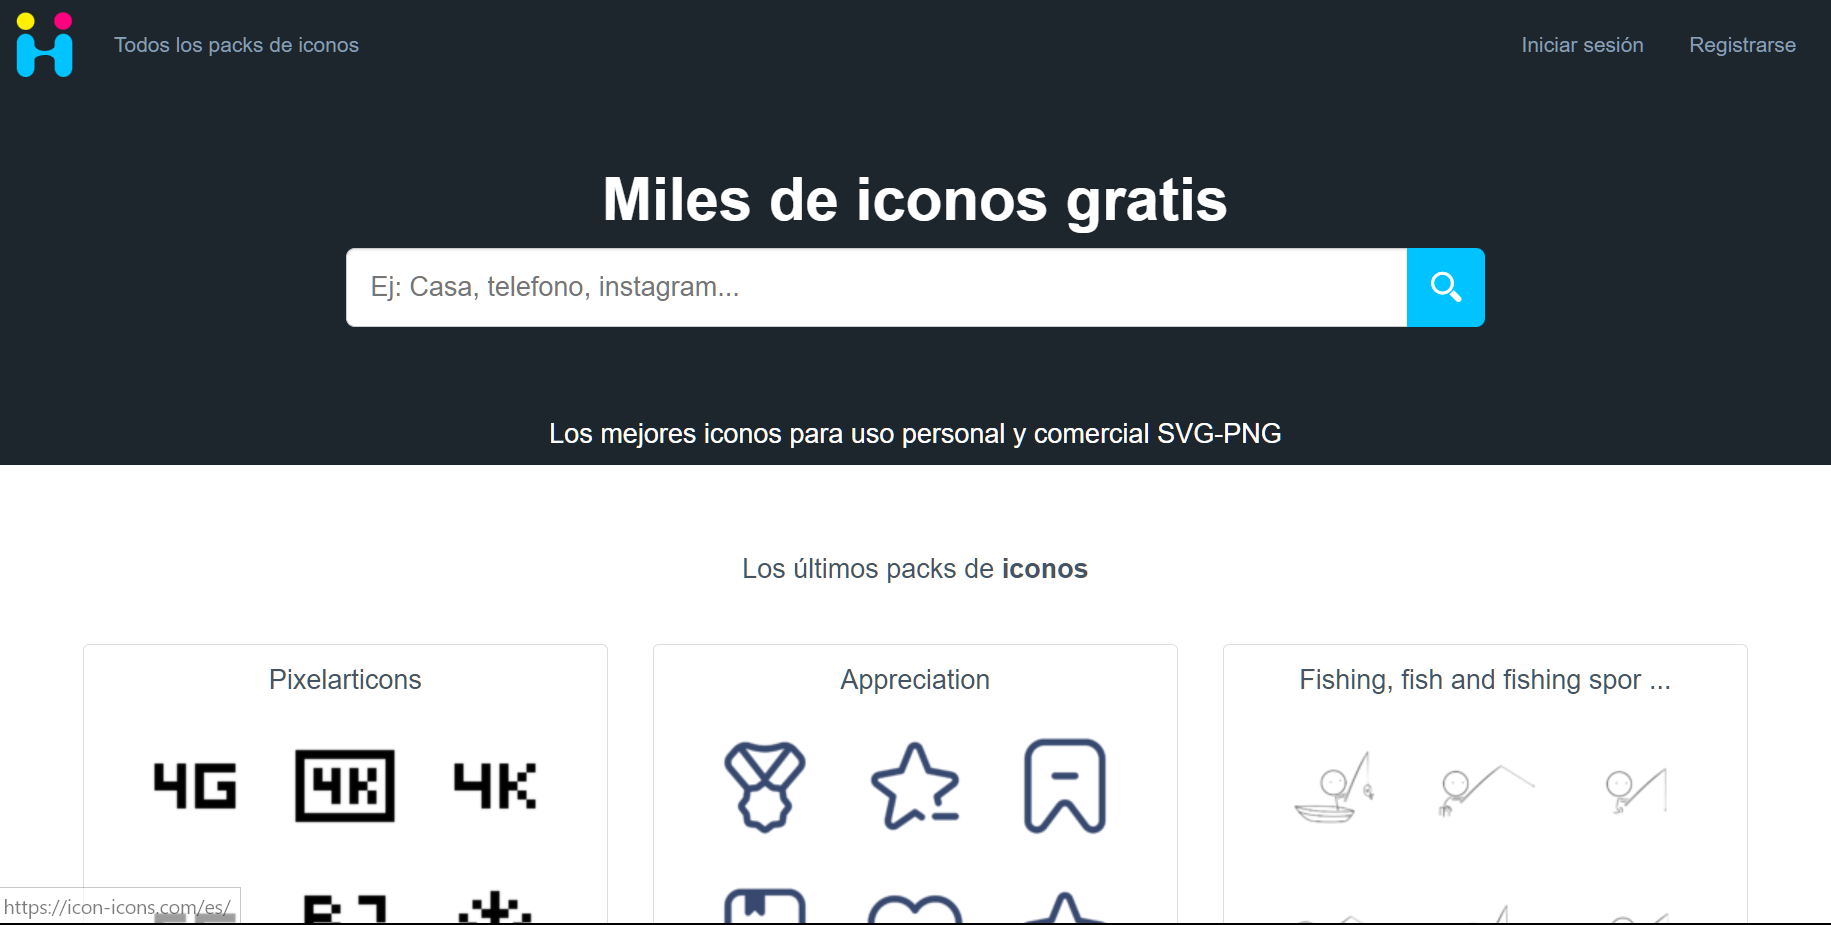 Todos los packs de iconos
Iniciar sesión
Registrarse
Miles de iconos gratis
Ej: Casa, telefono, instagram...
Los mejores iconos para uso personal y comercial SVG-PNG
Los últimos packs de iconos
Pixelarticons
Appreciation
Fishing, fish and fishing spor ...
4G
4K
4K
https://icon-icons.com/es/